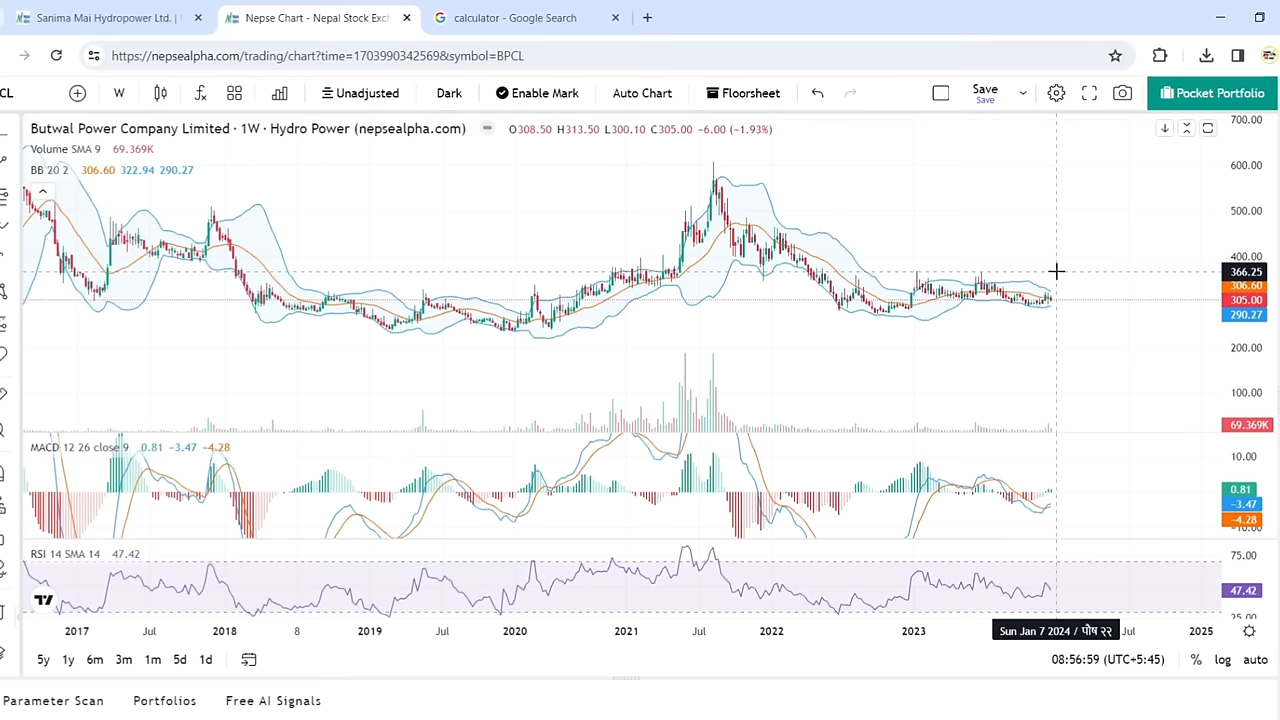 Sanima Mai Hydropower Ltd. |
Nepse Chart - Nepal Stock Exc
calculator - Google Search
https://nepsealpha.com/trading/chart?time=1703990342569&symbol=BPCL
CL
W
Unadjusted
Dark
Enable Mark
Auto Chart
Floorsheet
Save
Save
Pocket Portfolio
Butwal Power Company Limited · 1W · Hydro Power (nepsealpha.com)
O308.50 H313.50 L300.10 C305.00 −6.00 (−1.93%)
Volume SMA 9 69.369K
BB 20 2 306.60 322.94 290.27
700.00
600.00
500.00
400.00
366.25
306.60
305.00
290.27
200.00
100.00
69.369K
MACD 12 26 close 9 0.81 −3.47 −4.28
10.00
0.81
−3.47
−4.28
−10.00
RSI 14 SMA 14 47.42
75.00
47.42
25.00
2017 Jul 2018 8 2019 Jul 2020 2021 Jul 2022 2023 Sun Jan 7 2024 / पौष २२ Jul 2025
5y 1y 6m 3m 1m 5d 1d
08:56:59 (UTC+5:45)
% log auto
Parameter Scan Portfolios Free AI Signals